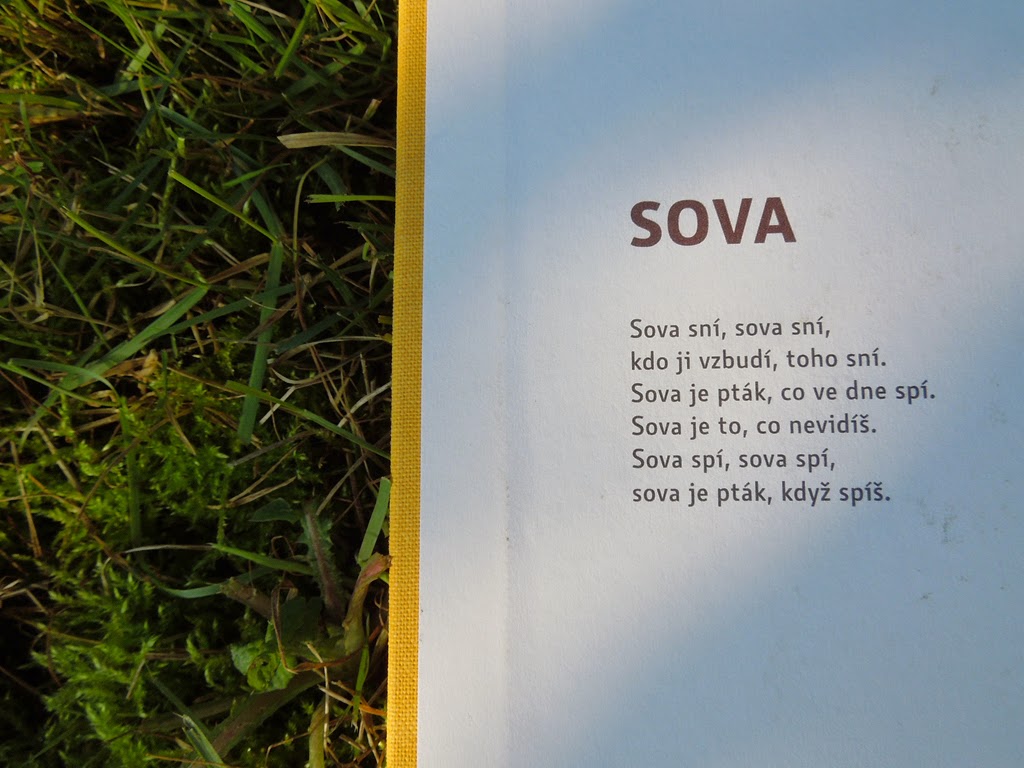 SOVA
Sova sní, sova sní,
kdo ji vzbudí, toho sní.
Sova je pták, co ve dne spí.
Sova je to, co nevidíš.
Sova spí, sova spí,
sova je pták, když spíš.